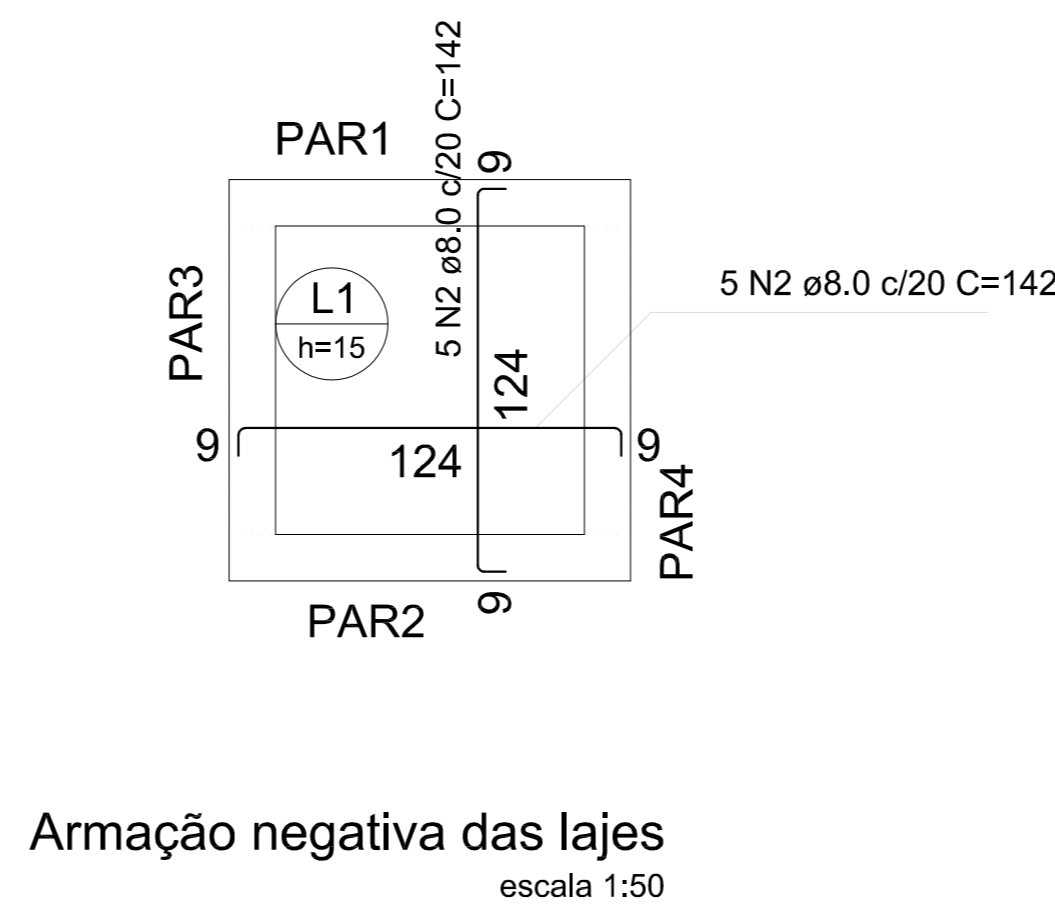 5 N2 ø8.0 c/20 C=142
PAR1
9
PAR3
L1
h=15
5 N2 ø8.0 c/20 C=142
124
9
124
9
PAR4
9
PAR2
Armação negativa das lajes
escala 1:50